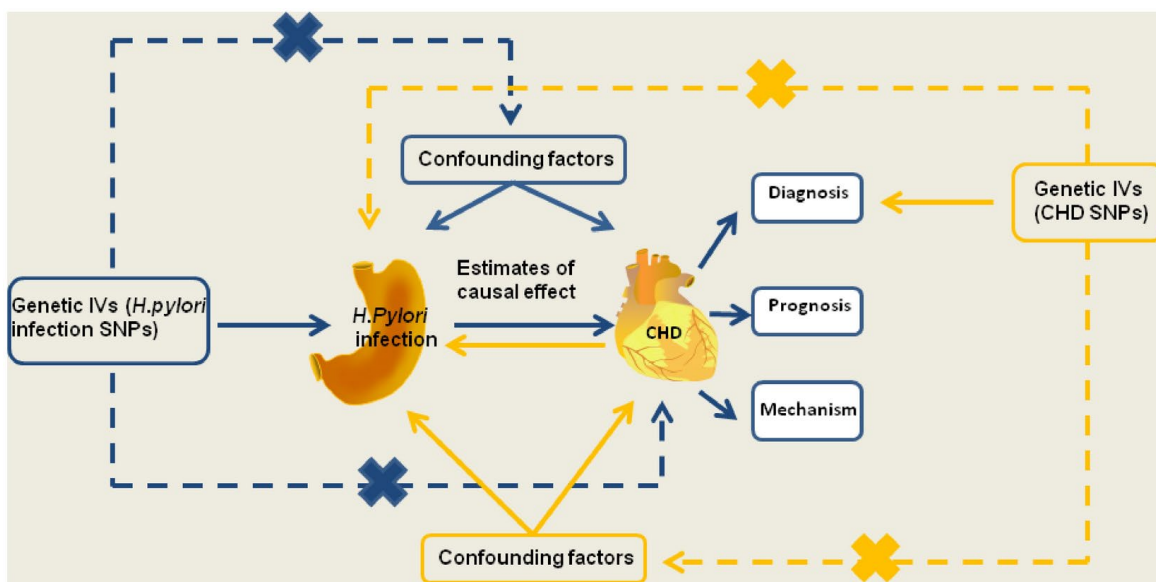 Confounding factors
Diagnosis
Genetic IVs
(CHD SNPs)
Estimates of
causal effect
Genetic IVs (H.pylori
infection SNPs)
H.Pylori
infection
CHD
Prognosis
Mechanism
Confounding factors